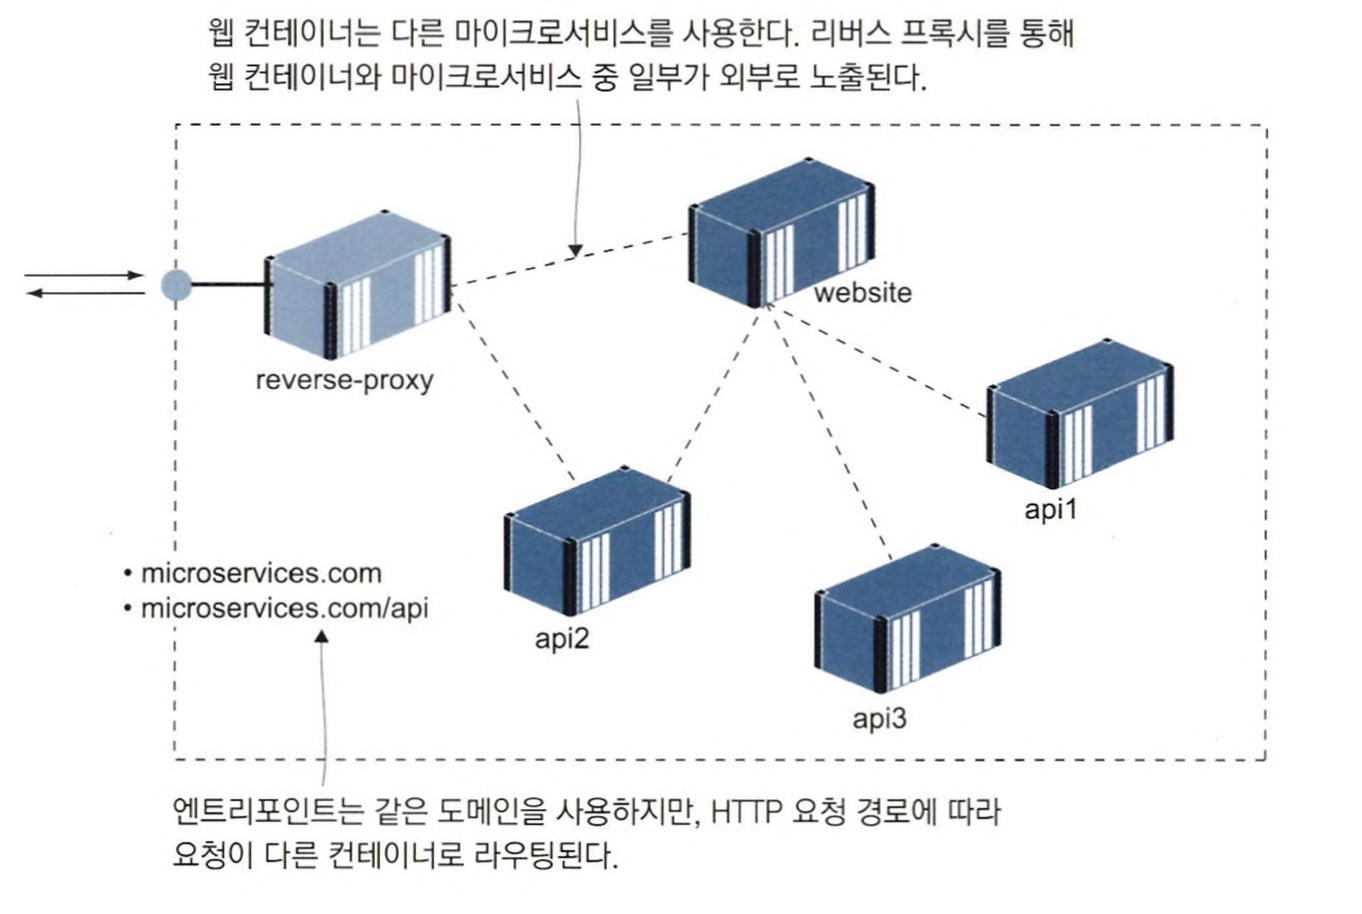 웹 컨테이너는 다른 마이크로서비스를 사용한다. 리버스 프록시를 통해
웹 컨테이너와 마이크로서비스 중 일부가 외부로 노출된다.
website
reverse-proxy
api1
• microservices.com
• microservices.com/api
api2
api3
엔트리포인트는 같은 도메인을 사용하지만, HTTP 요청 경로에 따라
요청이 다른 컨테이너로 라우팅된다.